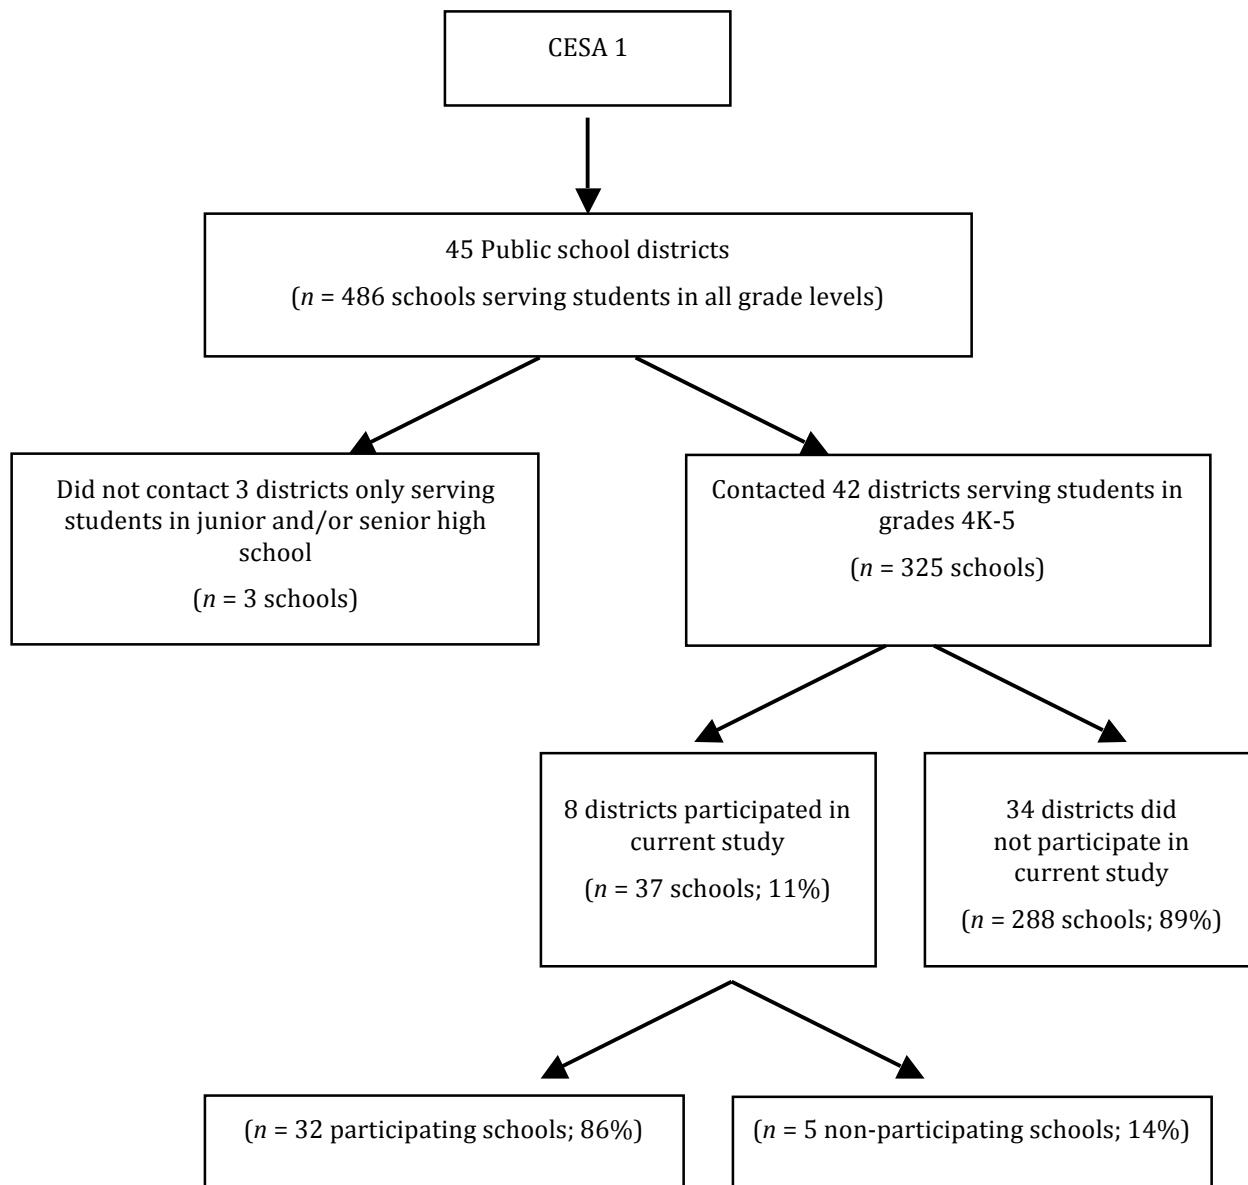 CESA 1
45 Public school districts
(n = 486 schools serving students in all grade levels)
Did not contact 3 districts only serving
students in junior and/or senior high
school
(n = 3 schools)
Contacted 42 districts serving students in
grades 4K-5
(n = 325 schools)
8 districts participated in
current study
(n = 37 schools; 11%)
34 districts did
not participate in
current study
(n = 288 schools; 89%)
(n = 32 participating schools; 86%)
(n = 5 non-participating schools; 14%)